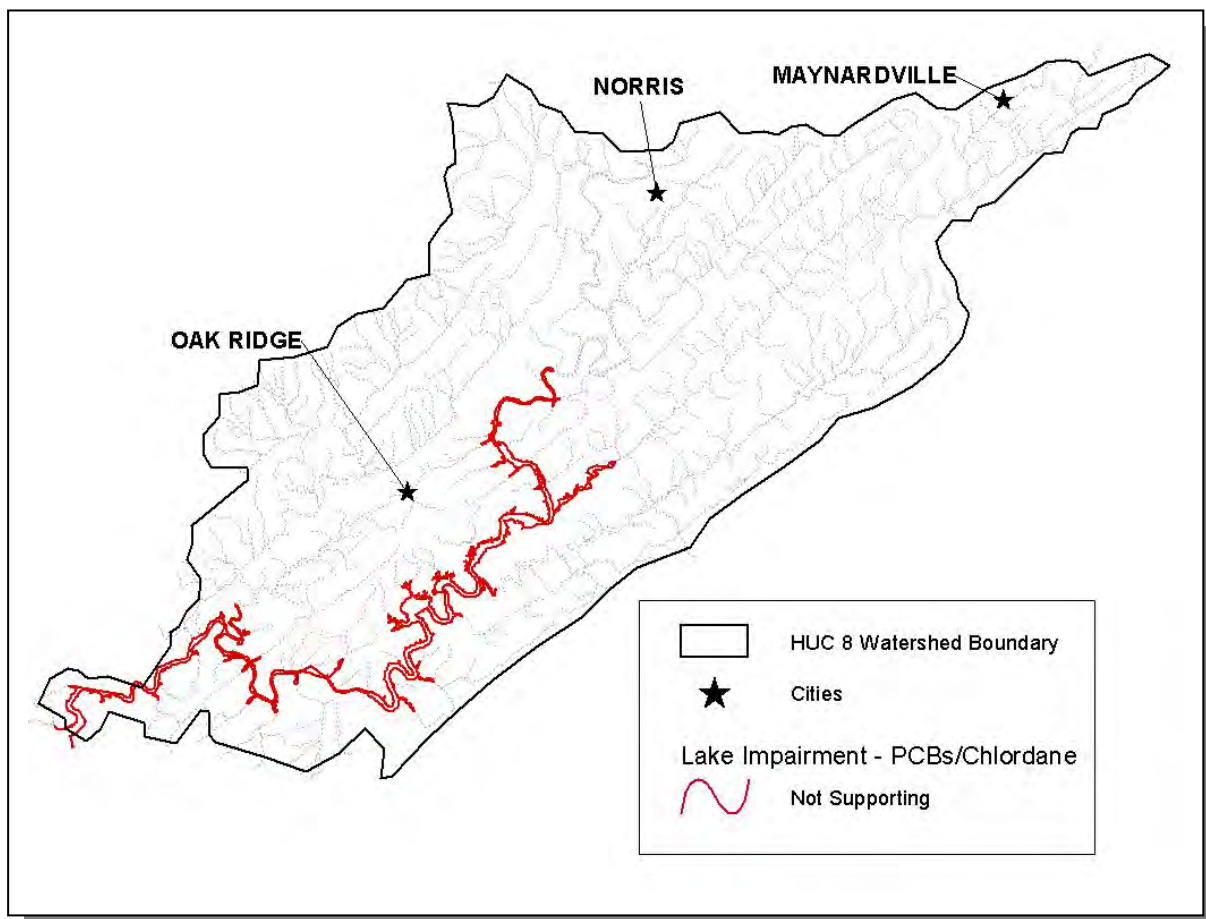 MAYNARDVILLE
NORRIS
OAK RIDGE
HUC 8 Watershed Boundary
Cities
Lake Impairment - PCBs/Chlordane
Not Supporting